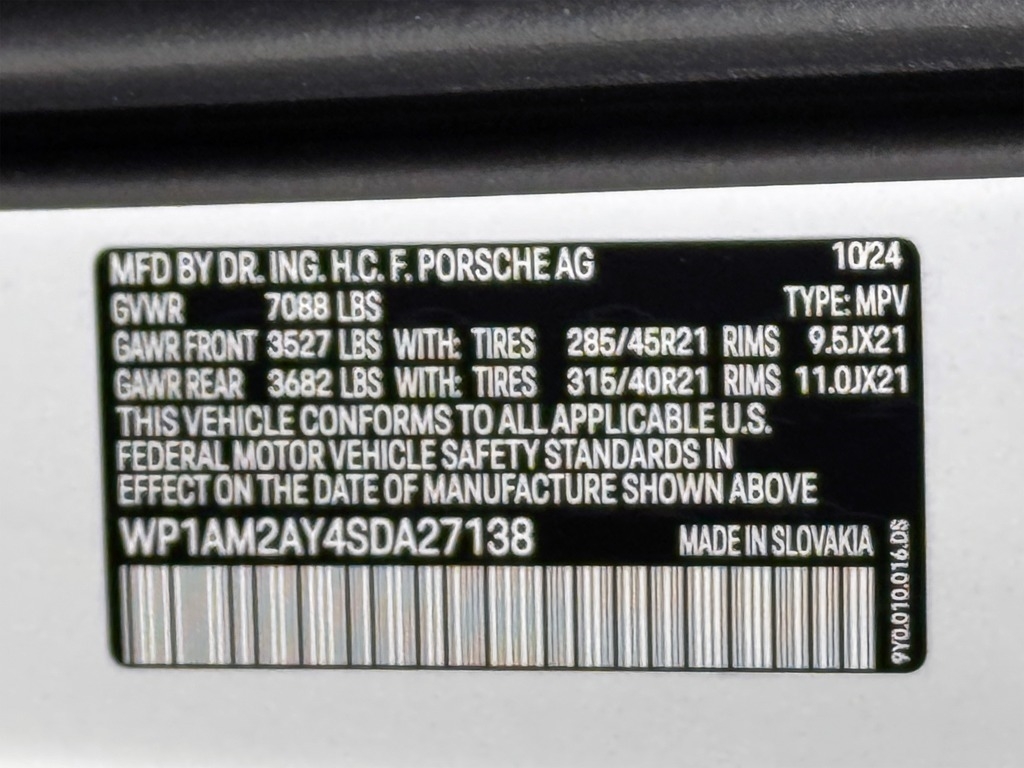 MFD BY DR. ING. H.C. F. PORSCHE AG 10/24
GVWR 7088 LBS TYPE: MPV
GAWR FRONT 3527 LBS WITH: TIRES 285/45R21 RIMS 9.5JX21
GAWR REAR 3682 LBS WITH: TIRES 315/40R21 RIMS 11.0JX21
THIS VEHICLE CONFORMS TO ALL APPLICABLE U.S.
FEDERAL MOTOR VEHICLE SAFETY STANDARDS IN
EFFECT ON THE DATE OF MANUFACTURE SHOWN ABOVE
WP1AM2AY4SDA27138 MADE IN SLOVAKIA
9Y0.010.016.DS